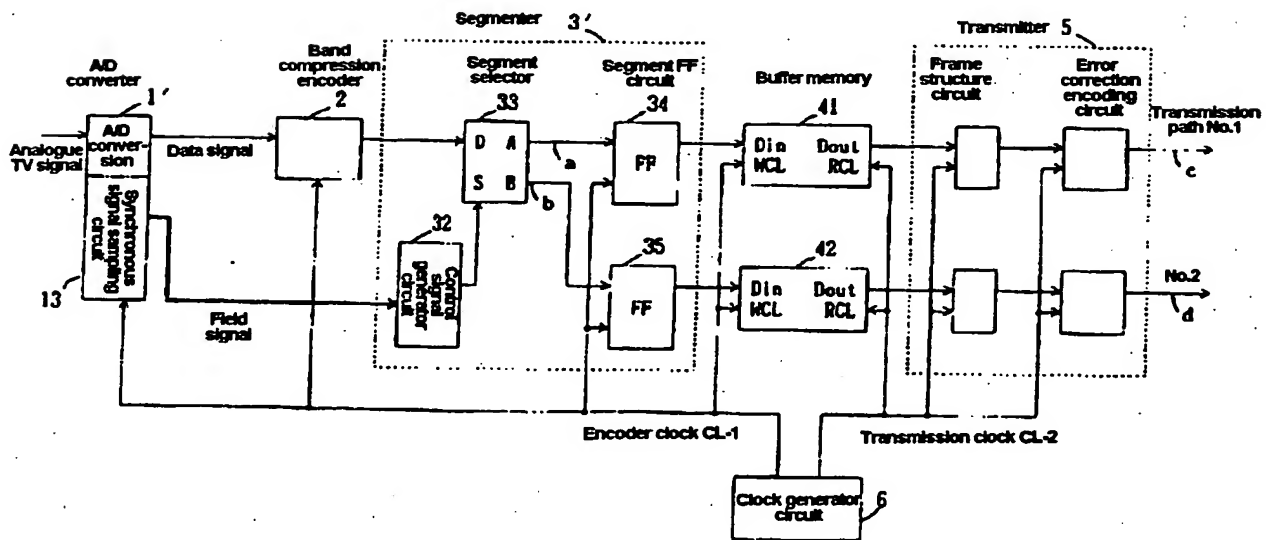 Segmenter 3'
Transmitter 5
A/D
converter
Band
compression
encoder
Segment
selector
Segment FF
circuit
Buffer memory
Frame
structure
circuit
Error
correction
encoding
circuit
1'
2
33
34
41
Transmission
path No.1
A/D
conver-
sion
Analogue
TV signal
Data signal
D A
S B
a
b
FF
Din Dout
WCL RCL
c
Synchronous
signal sampling
circuit
13
32
Control
signal
generator
circuit
35
FF
42
Din Dout
WCL RCL
No.2
d
Field
signal
Encoder clock CL-1
Transmission clock CL-2
Clock generator
circuit
6